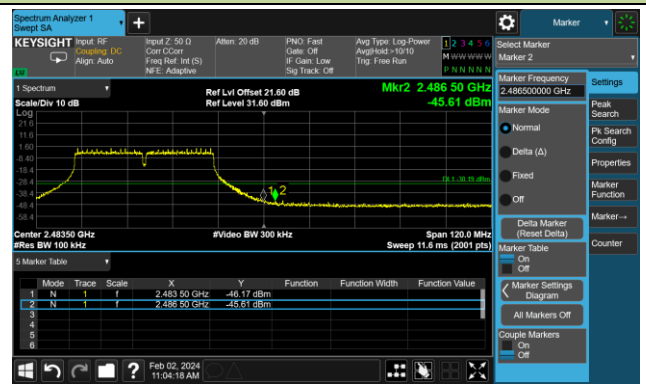 Spectrum Analyzer 1
Swept SA
Marker
KEYSIGHT
Input: RF
Coupling: DC
Align: Auto
Input Z: 50 Ω
Corr CCorr
Freq Ref: Int (S)
NFE: Adaptive
Atten: 20 dB
PNO: Fast
Gate: Off
IF Gain: Low
Sig Track: Off
Avg Type: Log-Power
Avg|Hold:>10/10
Trig: Free Run
1 2 3 4 5 6
M W W W W W
P N N N N N
LXI
Select Marker
Marker 2
1 Spectrum
Scale/Div 10 dB
Log
Ref Lvl Offset 21.60 dB
Ref Level 31.60 dBm
Mkr2 2.486 50 GHz
-45.61 dBm
21.6
11.6
1.60
-8.40
-18.4
-28.4
-38.4
-48.4
-58.4
DL1 -30.19 dBm
1
2
Center 2.48350 GHz
#Res BW 100 kHz
#Video BW 300 kHz
Span 120.0 MHz
Sweep 11.6 ms (2001 pts)
5 Marker Table
Mode Trace Scale X Y Function Function Width Function Value
1 N 1 f 2.483 50 GHz -46.17 dBm
2 N 1 f 2.486 50 GHz -45.61 dBm
3
4
5
6
Marker Frequency
2.486500000 GHz
Marker Mode
Normal
Delta (Δ)
Fixed
Off
Delta Marker
(Reset Delta)
Marker Table
On
Off
Marker Settings
Diagram
All Markers Off
Couple Markers
On
Off
Settings
Peak
Search
Pk Search
Config
Properties
Marker
Function
Marker→
Counter
?
Feb 02, 2024
11:04:18 AM